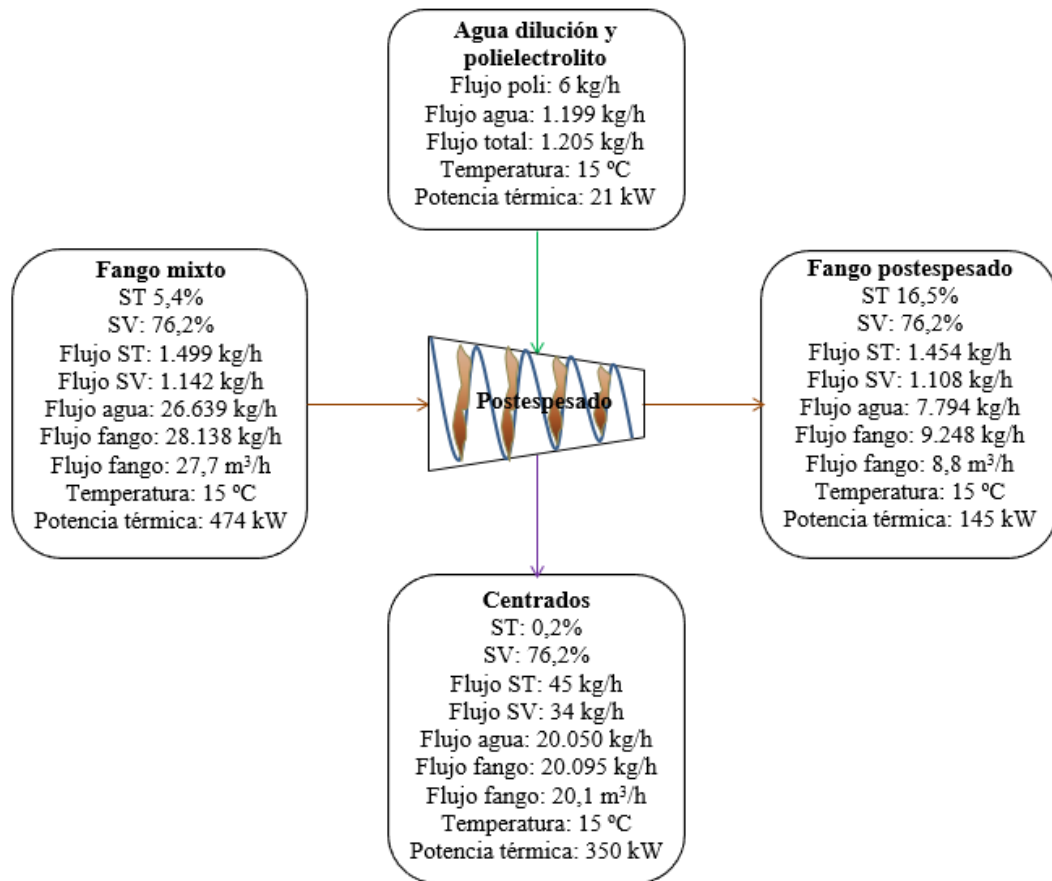 Agua dilución y
polielectrolito
Flujo poli: 6 kg/h
Flujo agua: 1.199 kg/h
Flujo total: 1.205 kg/h
Temperatura: 15 ºC
Potencia térmica: 21 kW
Fango mixto
ST 5,4%
SV: 76,2%
Flujo ST: 1.499 kg/h
Flujo SV: 1.142 kg/h
Flujo agua: 26.639 kg/h
Flujo fango: 28.138 kg/h
Flujo fango: 27,7 m³/h
Temperatura: 15 ºC
Potencia térmica: 474 kW
Postespesado
Fango postespesado
ST 16,5%
SV: 76,2%
Flujo ST: 1.454 kg/h
Flujo SV: 1.108 kg/h
Flujo agua: 7.794 kg/h
Flujo fango: 9.248 kg/h
Flujo fango: 8,8 m³/h
Temperatura: 15 ºC
Potencia térmica: 145 kW
Centrados
ST: 0,2%
SV: 76,2%
Flujo ST: 45 kg/h
Flujo SV: 34 kg/h
Flujo agua: 20.050 kg/h
Flujo fango: 20.095 kg/h
Flujo fango: 20,1 m³/h
Temperatura: 15 ºC
Potencia térmica: 350 kW